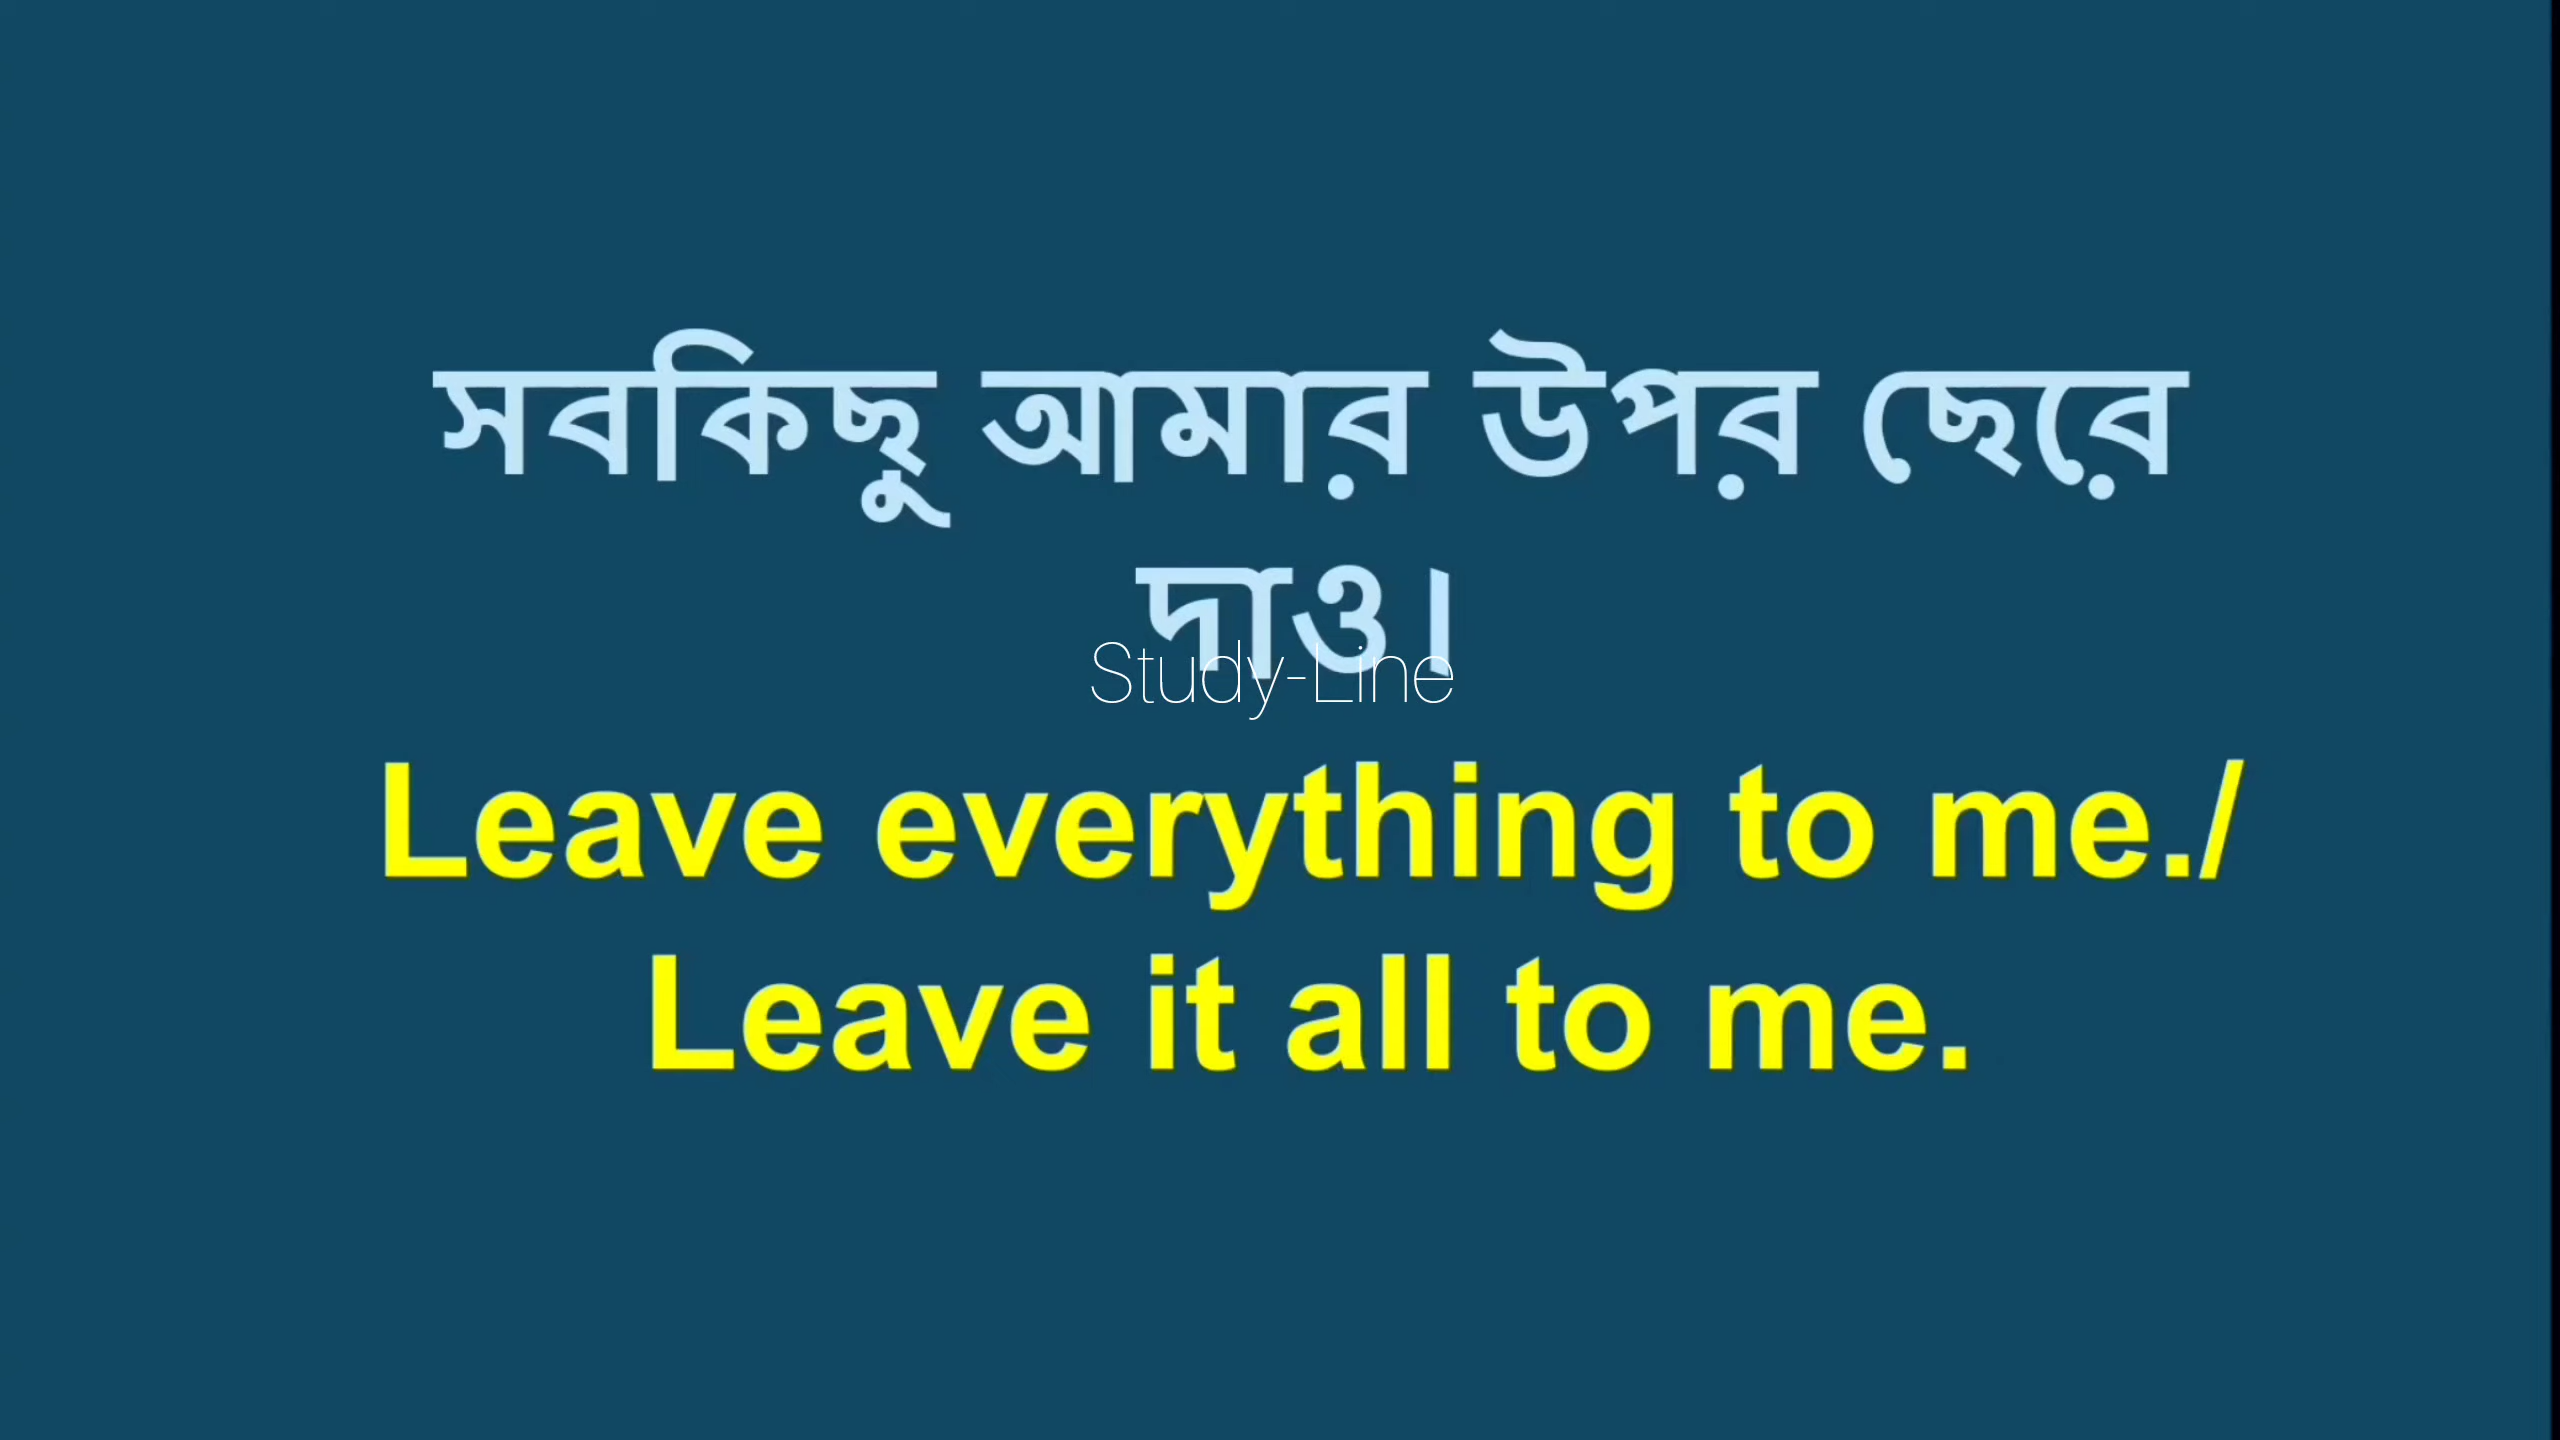 সবকিছু আমার উপর ছেরে
দাও।
Study-Line
Leave everything to me./
Leave it all to me.